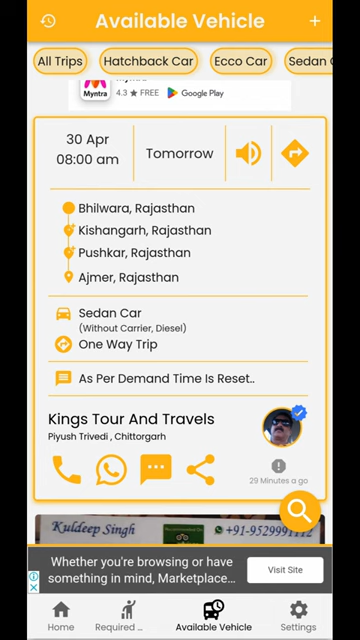 Available Vehicle
All Trips Hatchback Car Ecco Car Sedan
Myntra
4.3 ★ FREE Google Play
30 Apr
08:00 am
Tomorrow
Bhilwara, Rajasthan
Kishangarh, Rajasthan
Pushkar, Rajasthan
Ajmer, Rajasthan
Sedan Car
(Without Carrier, Diesel)
One Way Trip
As Per Demand Time Is Reset..
Kings Tour And Travels
Piyush Trivedi , Chittorgarh
29 Minutes a go
Kuldeep Singh
Whether you're browsing or have
something in mind, Marketplace...
Visit Site
Home Required ... Available Vehicle Settings